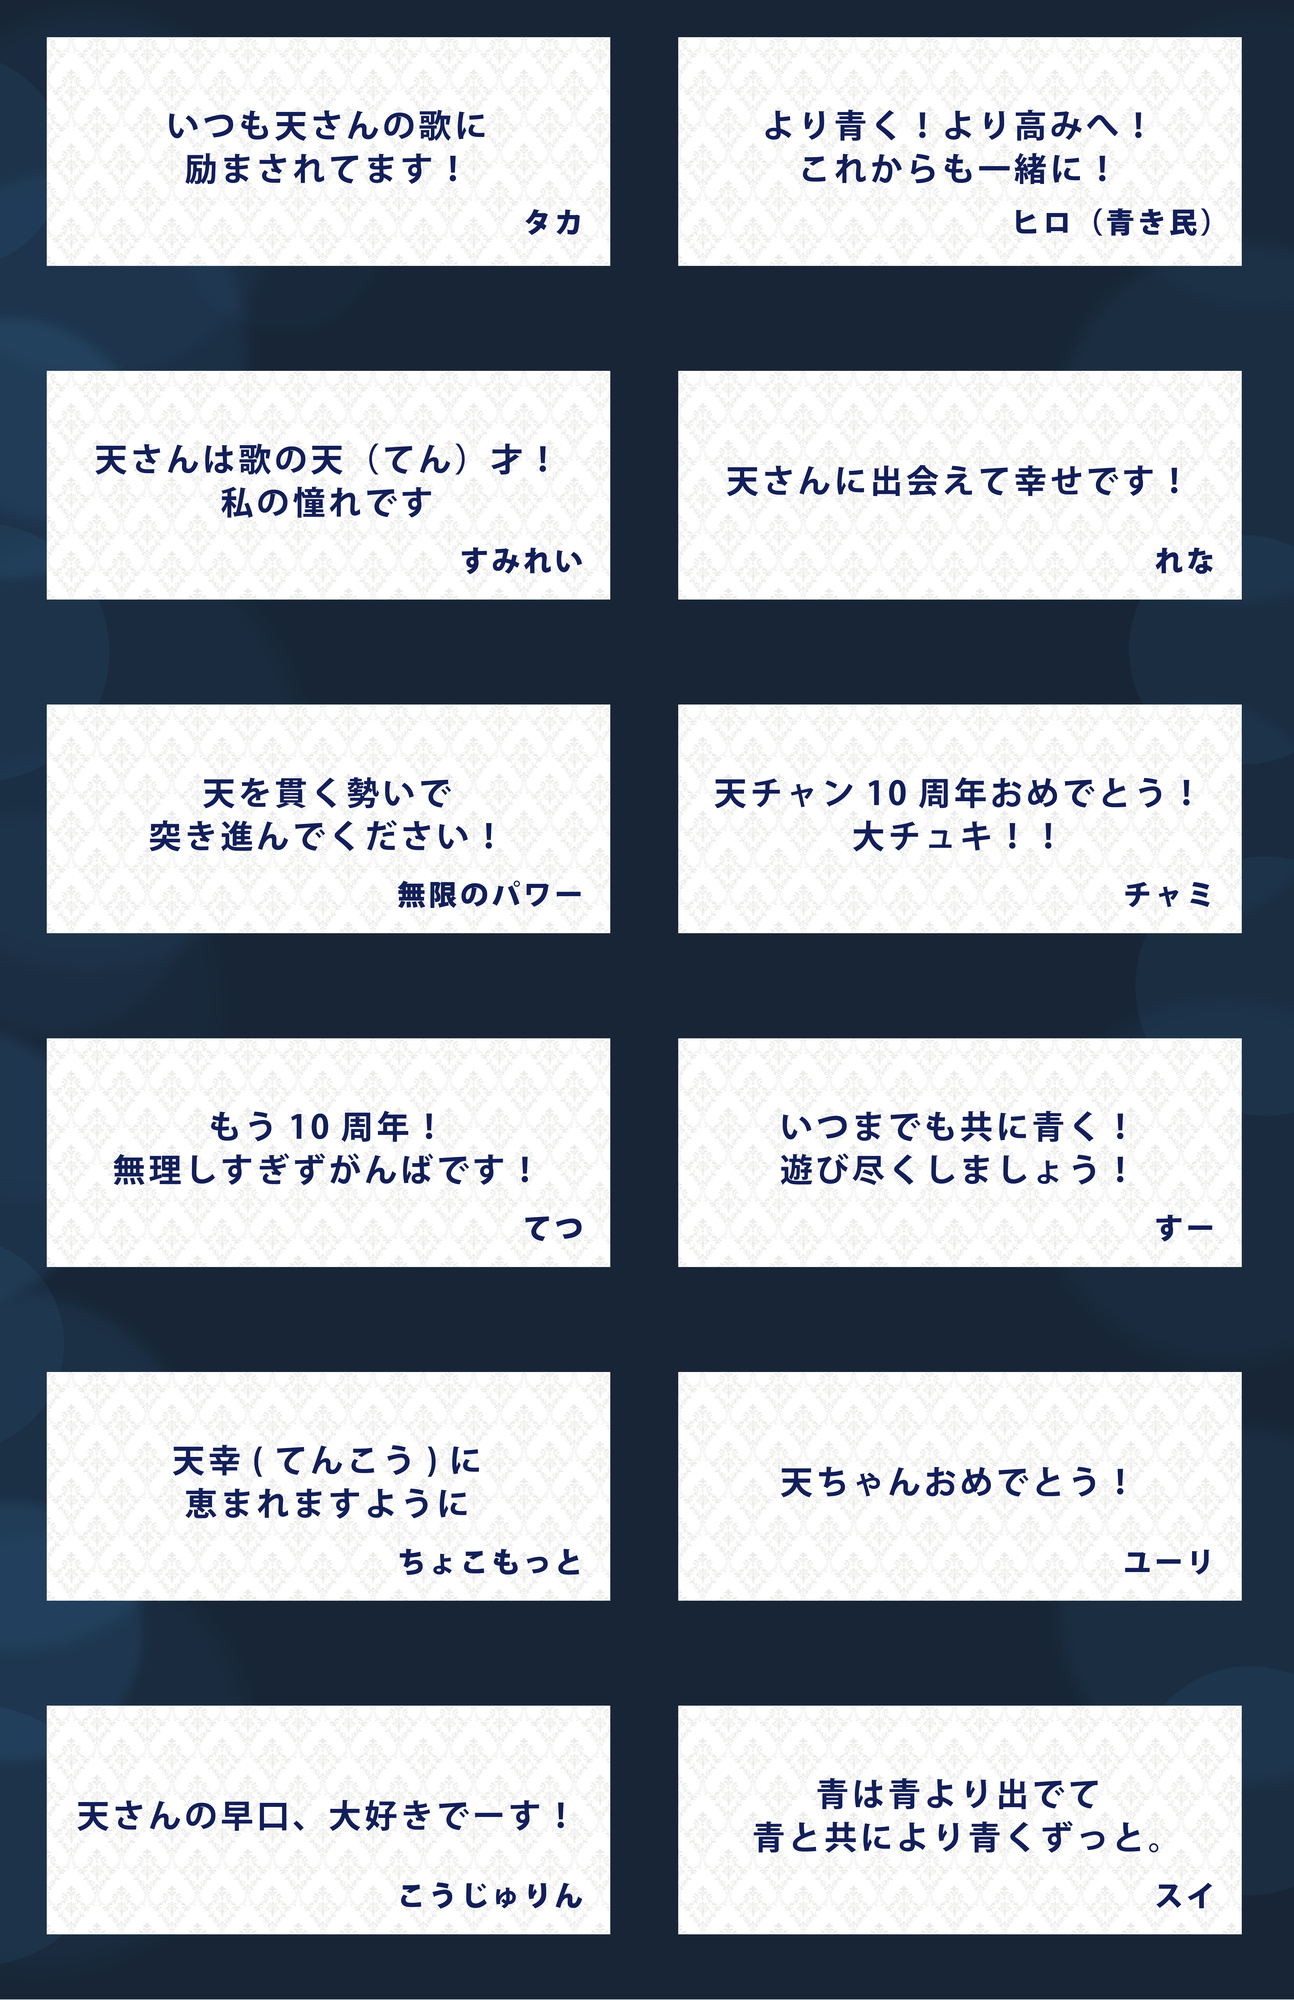 いつも天さんの歌に
励まされてます！
タカ
より青く！より高みへ！
これからも一緒に！
ヒロ（青き民）
天さんは歌の天（てん）才！
私の憧れです
すみれい
天さんに出会えて幸せです！
れな
天を貫く勢いで
突き進んでください！
無限のパワー
天チャン 10 周年おめでとう！
大チュキ！！
チャミ
もう 10 周年！
無理しすぎずがんばです！
てつ
いつまでも共に青く！
遊び尽くしましょう！
すー
天幸 ( てんこう ) に
恵まれますように
ちょこもっと
天ちゃんおめでとう！
ユーリ
天さんの早口、大好きでーす！
こうじゅりん
青は青より出でて
青と共により青くずっと。
スイ